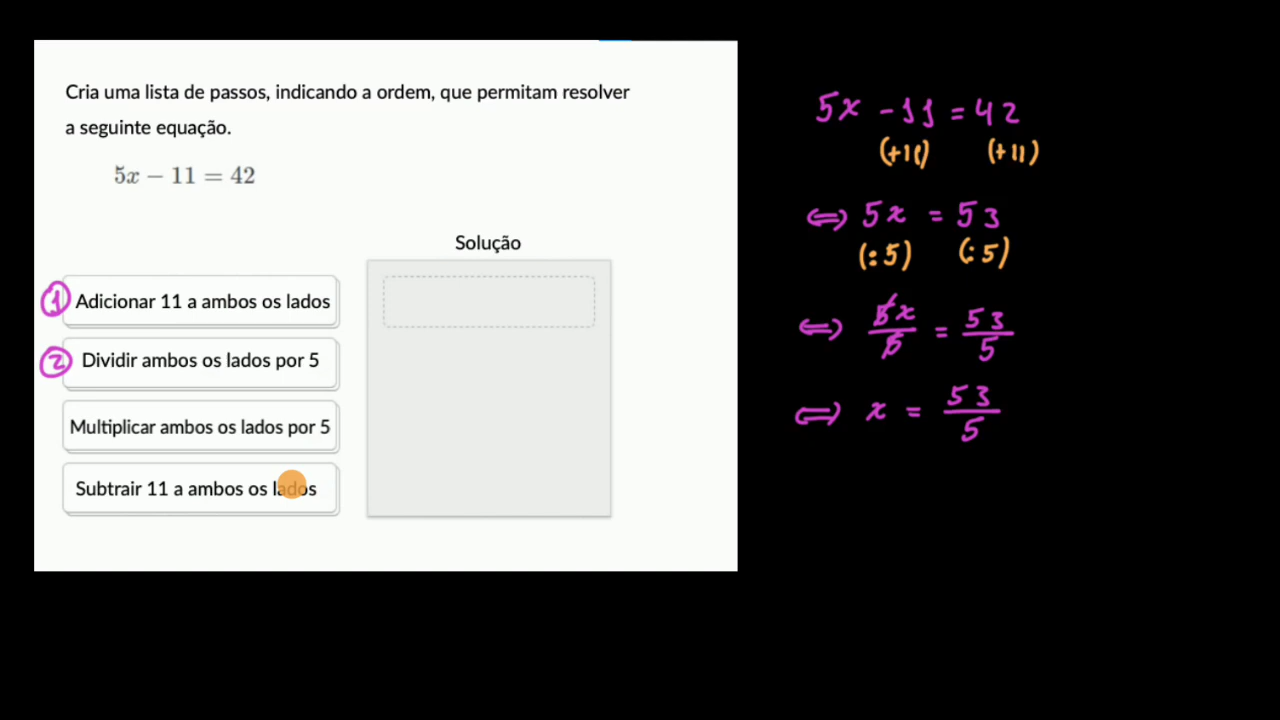 Cria uma lista de passos, indicando a ordem, que permitam resolver
a seguinte equação.
5x − 11 = 42
Solução
1 Adicionar 11 a ambos os lados
2 Dividir ambos os lados por 5
Multiplicar ambos os lados por 5
Subtrair 11 a ambos os lados
5x - 11 = 42
(+11) (+11)
⇔ 5x = 53
(:5) (:5)
⇔ 5x/5 = 53/5
⇔ x = 53/5